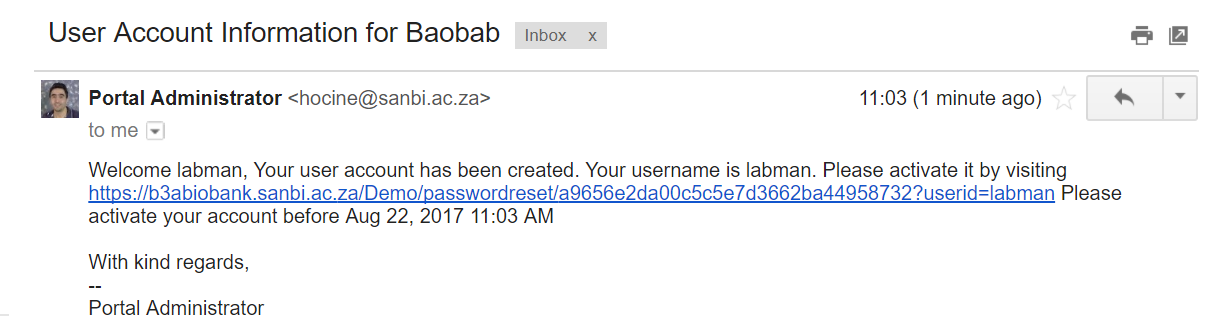 User Account Information for Baobab Inbox x
Portal Administrator <hocine@sanbi.ac.za> 11:03 (1 minute ago)
to me
Welcome labman, Your user account has been created. Your username is labman. Please activate it by visiting
https://b3abiobank.sanbi.ac.za/Demo/passwordreset/a9656e2da00c5c5e7d3662ba44958732?userid=labman Please
activate your account before Aug 22, 2017 11:03 AM
With kind regards,
--
Portal Administrator